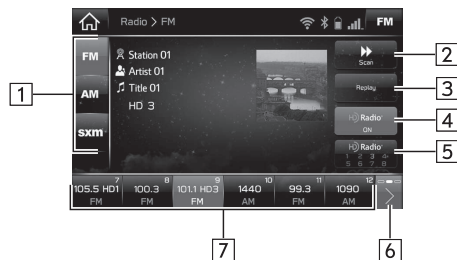 Radio > FM
FM
FM
AM
sxm
Station 01
Artist 01
Title 01
HD 3
Scan
Replay
HD Radio
ON
HD Radio
1 2 3 4+
5 6 7 8
7
105.5 HD1
FM
8
100.3
FM
9
101.1 HD3
FM
10
1440
AM
11
99.3
FM
12
1090
AM
1
2
3
4
5
6
7